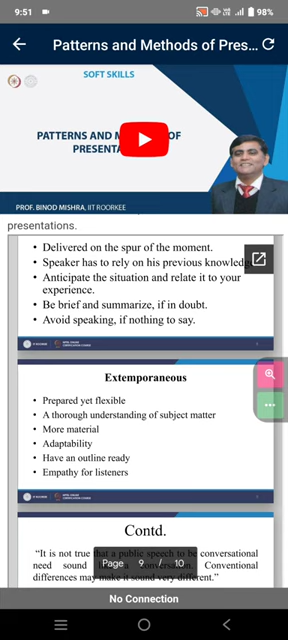 9:51
98%
Patterns and Methods of Pres...
SOFT SKILLS
PATTERNS AND M OF
PRESENTA
PROF. BINOD MISHRA, IIT ROORKEE
presentations.
• Delivered on the spur of the moment.
• Speaker has to rely on his previous knowledge
• Anticipate the situation and relate it to your
experience.
• Be brief and summarize, if in doubt.
• Avoid speaking, if nothing to say.
Extemporaneous
• Prepared yet flexible
• A thorough understanding of subject matter
• More material
• Adaptability
• Have an outline ready
• Empathy for listeners
Contd.
“It is not true that a public speech to be conversational
need sound like a conversation. Conventional
differences may make it sound very different.”
Page 9 / 10
No Connection